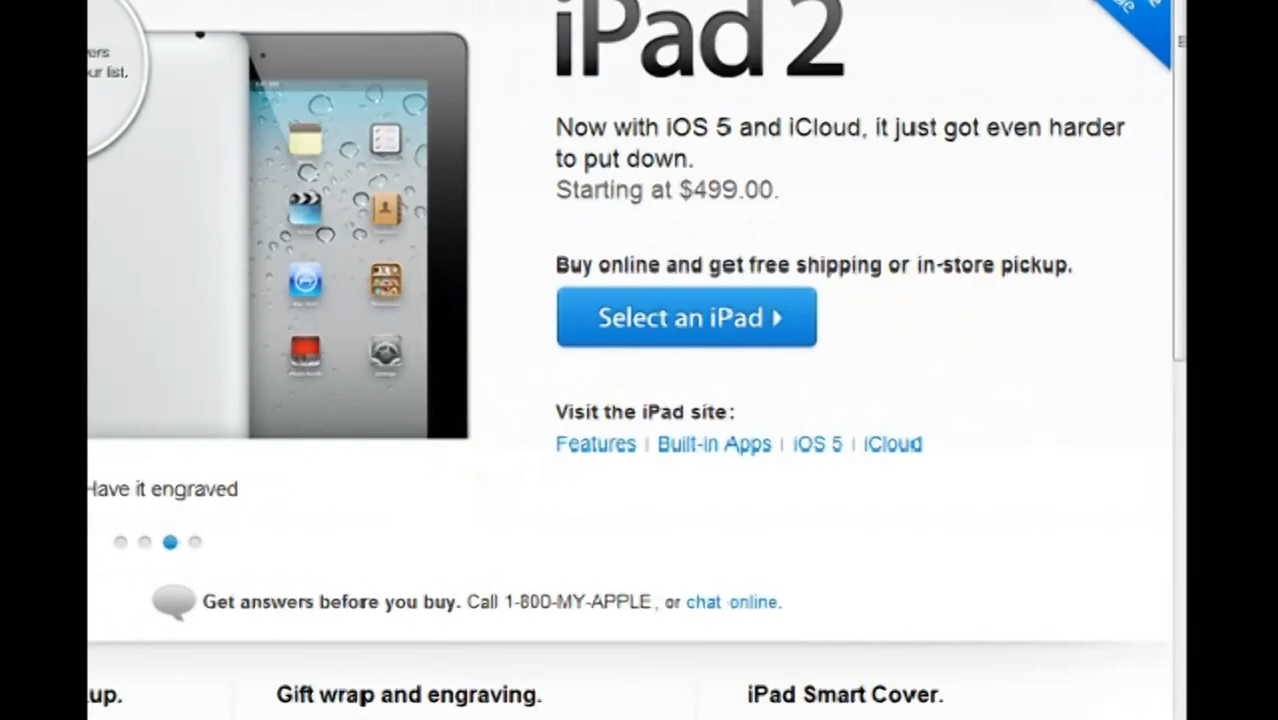 iPad 2
our list.
Now with iOS 5 and iCloud, it just got even harder
to put down.
Starting at $499.00.
Buy online and get free shipping or in-store pickup.
Select an iPad
Visit the iPad site:
Features | Built-in Apps | iOS 5 | iCloud
Have it engraved
Get answers before you buy. Call 1-800-MY-APPLE, or chat online.
Gift wrap and engraving.
iPad Smart Cover.